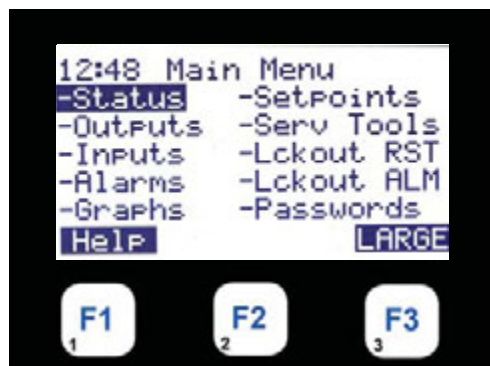 12:48 Main Menu
-Status -Setpoints
-Outputs -Serv Tools
-Inputs -Lckout RST
-Alarms -Lckout ALM
-Graphs -Passwords
Help LARGE
F1 F2 F3
1 2 3